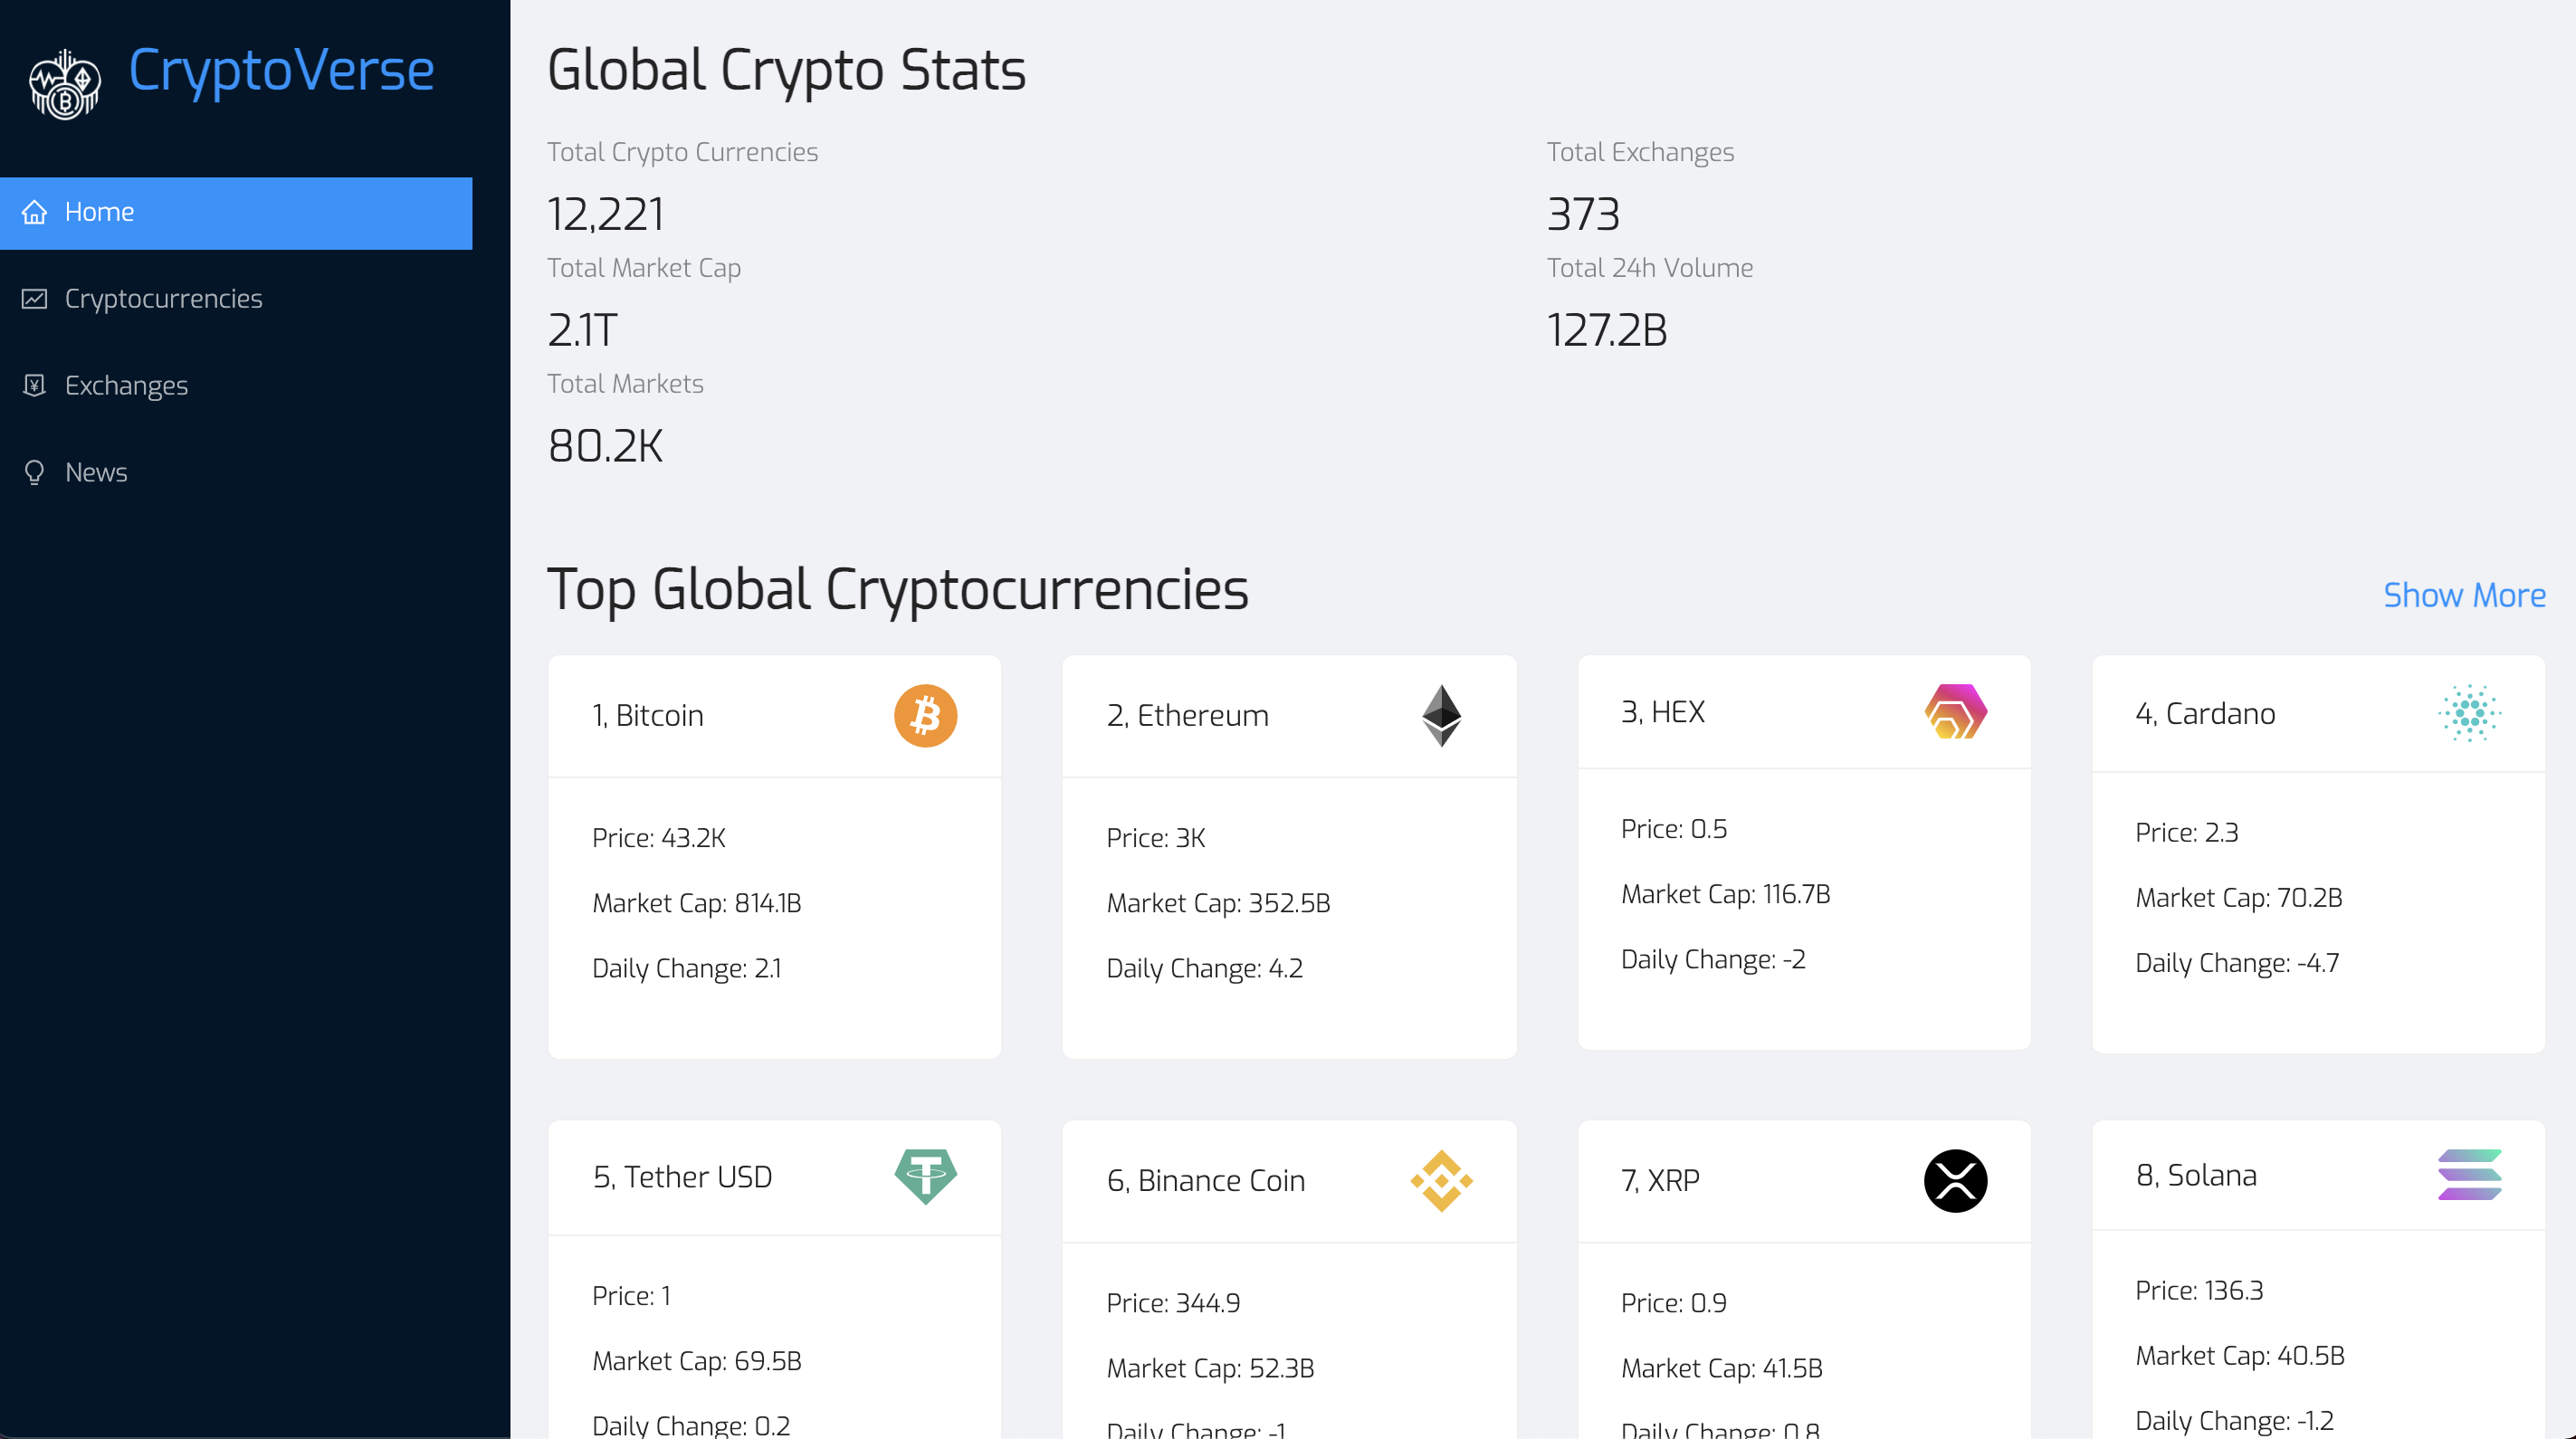 CryptoVerse
Home
Cryptocurrencies
Exchanges
News
Global Crypto Stats
Total Crypto Currencies
12,221
Total Exchanges
373
Total Market Cap
2.1T
Total 24h Volume
127.2B
Total Markets
80.2K
Top Global Cryptocurrencies
Show More
1, Bitcoin
Price: 43.2K
Market Cap: 814.1B
Daily Change: 2.1
2, Ethereum
Price: 3K
Market Cap: 352.5B
Daily Change: 4.2
3, HEX
Price: 0.5
Market Cap: 116.7B
Daily Change: -2
4, Cardano
Price: 2.3
Market Cap: 70.2B
Daily Change: -4.7
5, Tether USD
Price: 1
Market Cap: 69.5B
Daily Change: 0.2
6, Binance Coin
Price: 344.9
Market Cap: 52.3B
Daily Change: -1
7, XRP
Price: 0.9
Market Cap: 41.5B
Daily Change: 0.8
8, Solana
Price: 136.3
Market Cap: 40.5B
Daily Change: -1.2